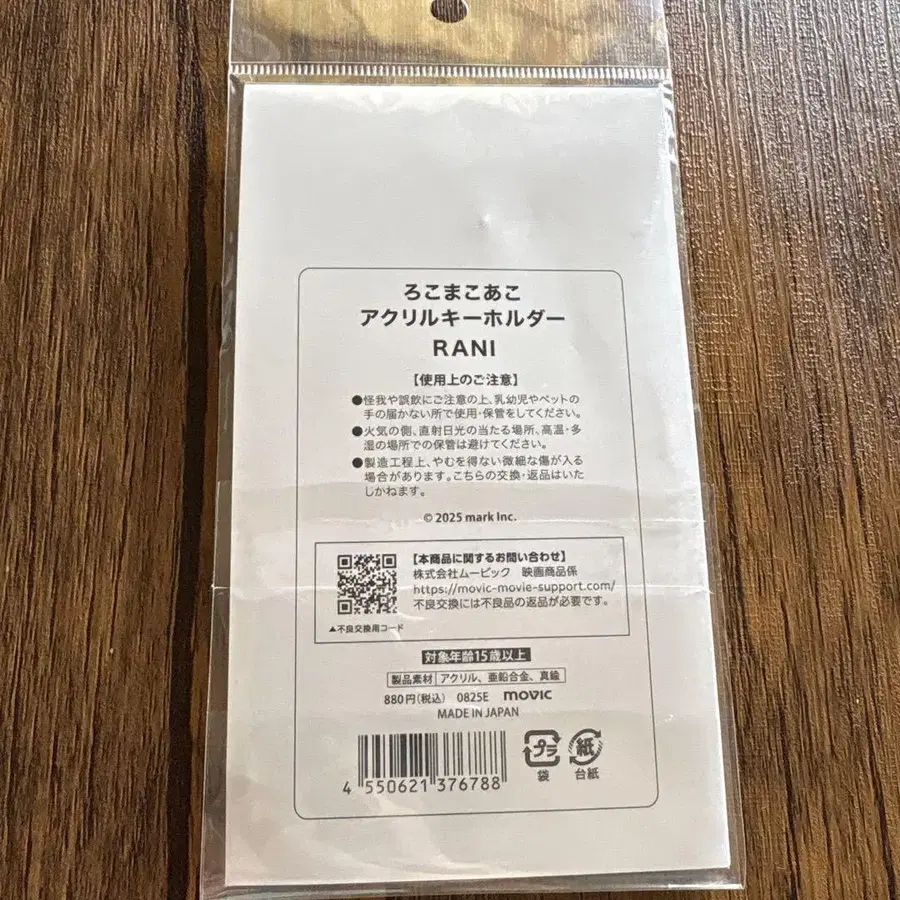 ろこまこあこ
アクリルキーホルダー
RANI
【使用上のご注意】
●怪我や誤飲にご注意の上、乳幼児やペットの
手の届かない所で使用・保管をしてください。
●火気の側、直射日光の当たる場所、高温・多
湿の場所での保管は避けてください。
●製造工程上、やむを得ない微細な傷が入る
場合があります。こちらの交換・返品はいた
しかねます。
© 2025 mark Inc.
【本商品に関するお問い合わせ】
株式会社ムービック 映画商品係
https://movic-movie-support.com/
不良交換には不良品の返品が必要です。
▲不良交換用コード
対象年齢15歳以上
製品素材 アクリル、亜鉛合金、真鍮
880円(税込) 0825E movic
MADE IN JAPAN
プラ 紙
袋 台紙
4 550621 376788